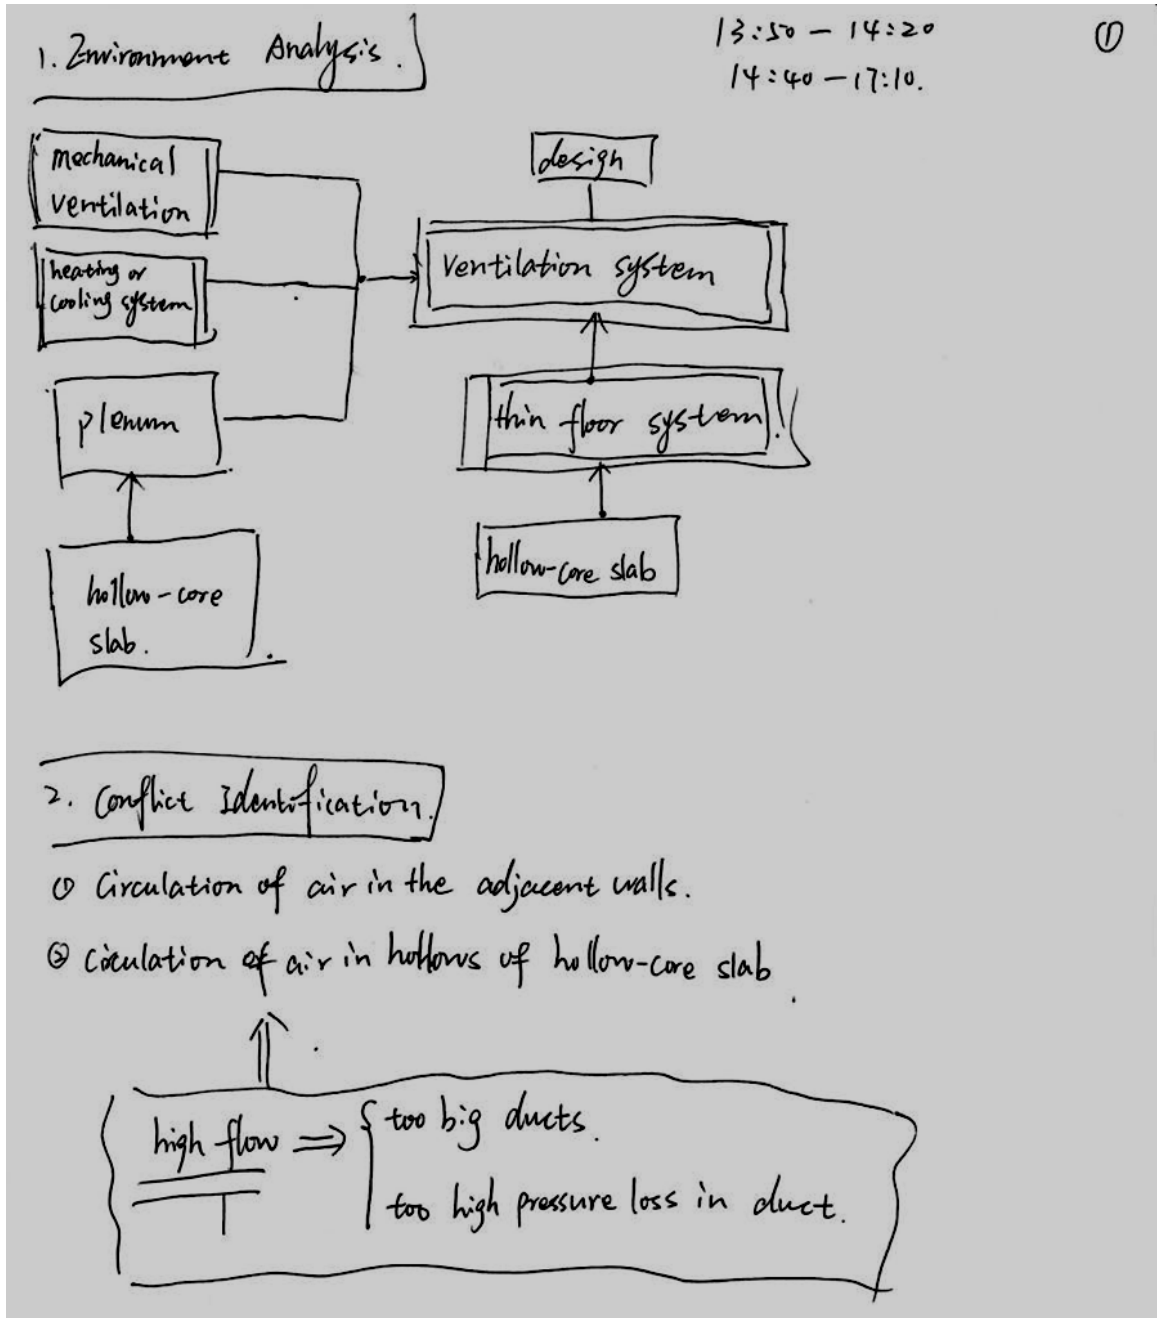 1. Environment Analysis.
13:50 – 14:20
①
14:40 – 17:10.
mechanical
ventilation
design
heating or
cooling system
ventilation system
plenum
thin floor system.
hollow-core
slab.
hollow-core slab
2. Conflict Identification.
① Circulation of air in the adjacent walls.
② Ciculation of air in hollows of hollow-core slab.
high flow ⇒ { too big ducts.
too high pressure loss in duct.